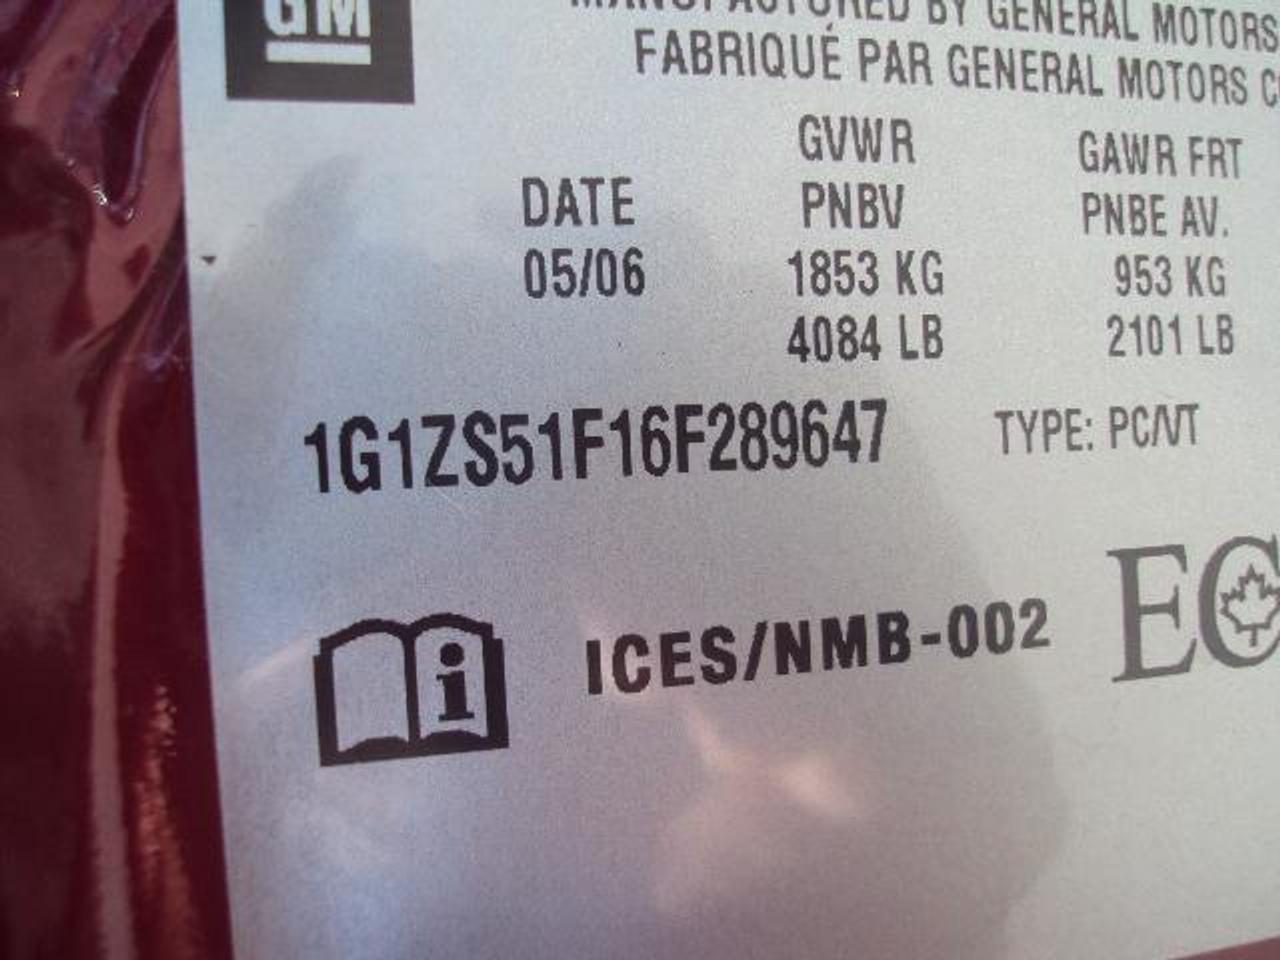 GM
MANUFACTURED BY GENERAL MOTORS
FABRIQUÉ PAR GENERAL MOTORS
DATE
05/06
GVWR
PNBV
1853 KG
4084 LB
GAWR FRT
PNBE AV.
953 KG
2101 LB
1G1ZS51F16F289647
TYPE: PC/VT
i
ICES/NMB-002
EC